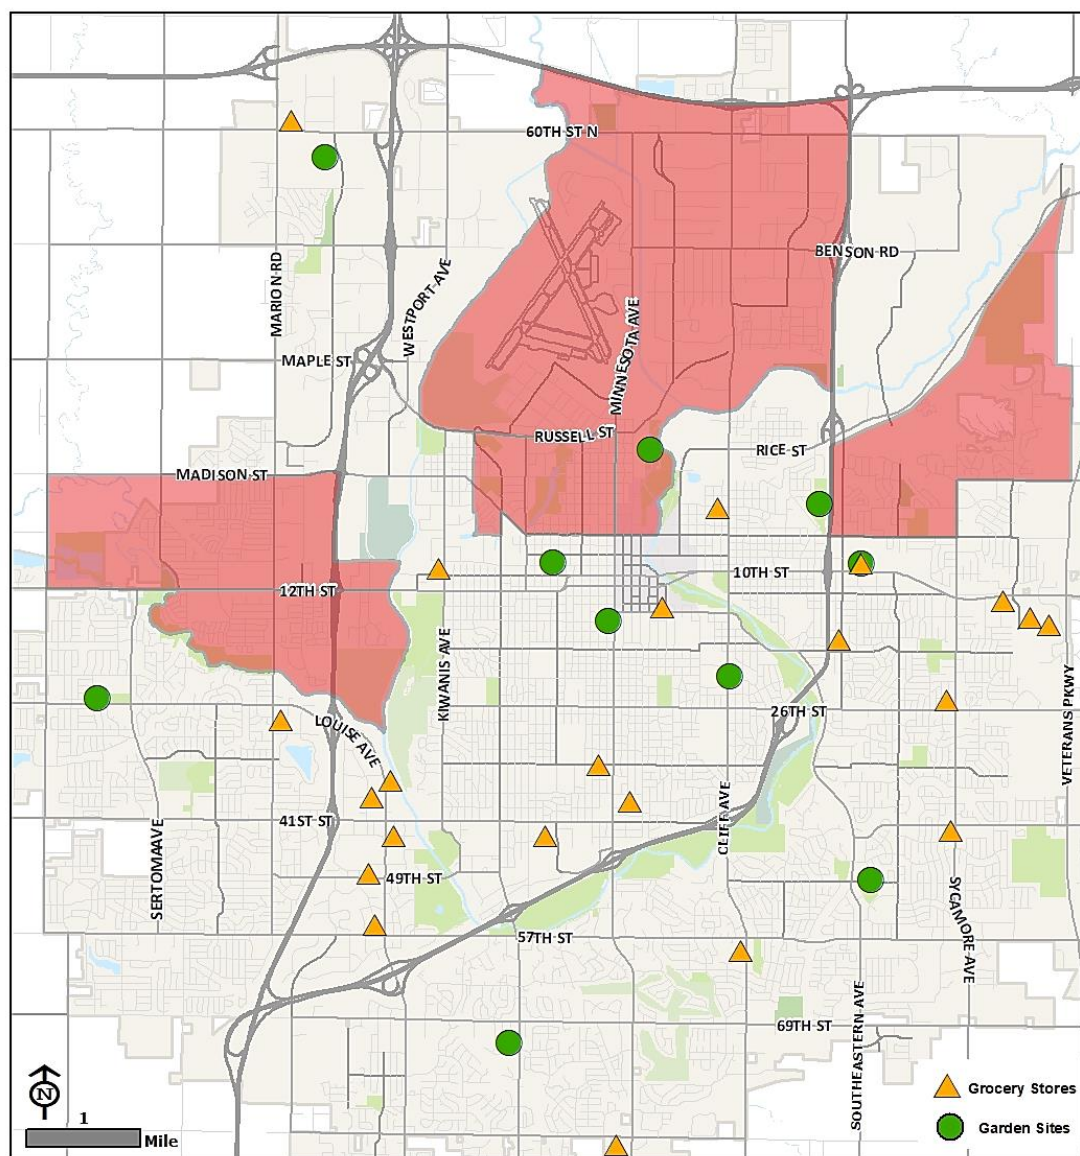 60TH ST N
BENSON RD
MARION RD
WESTPORT AVE
MINNESOTA AVE
MAPLE ST
RUSSELL ST
RICE ST
MADISON ST
10TH ST
12TH ST
KIWANIS AVE
26TH ST
VETERANS PKWY
LOUISE AVE
41ST ST
CLIFF AVE
SERTOMA AVE
49TH ST
SYCAMORE AVE
57TH ST
SOUTHEASTERN AVE
69TH ST
N
1
Mile
Grocery Stores
Garden Sites